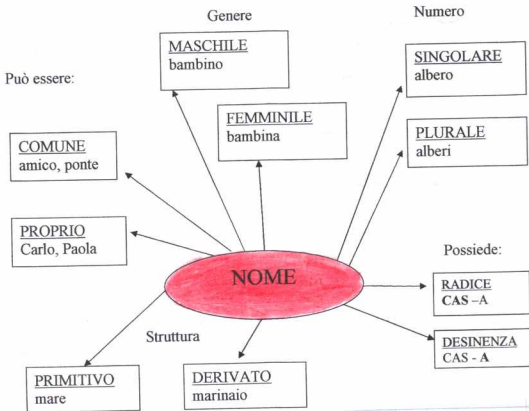 Genere
Numero
MASCHILE
bambino
SINGOLARE
albero
Può essere:
FEMMINILE
bambina
PLURALE
alberi
COMUNE
amico, ponte
PROPRIO
Carlo, Paola
Possiede:
NOME
RADICE
CAS –A
Struttura
DESINENZA
CAS - A
PRIMITIVO
mare
DERIVATO
marinaio